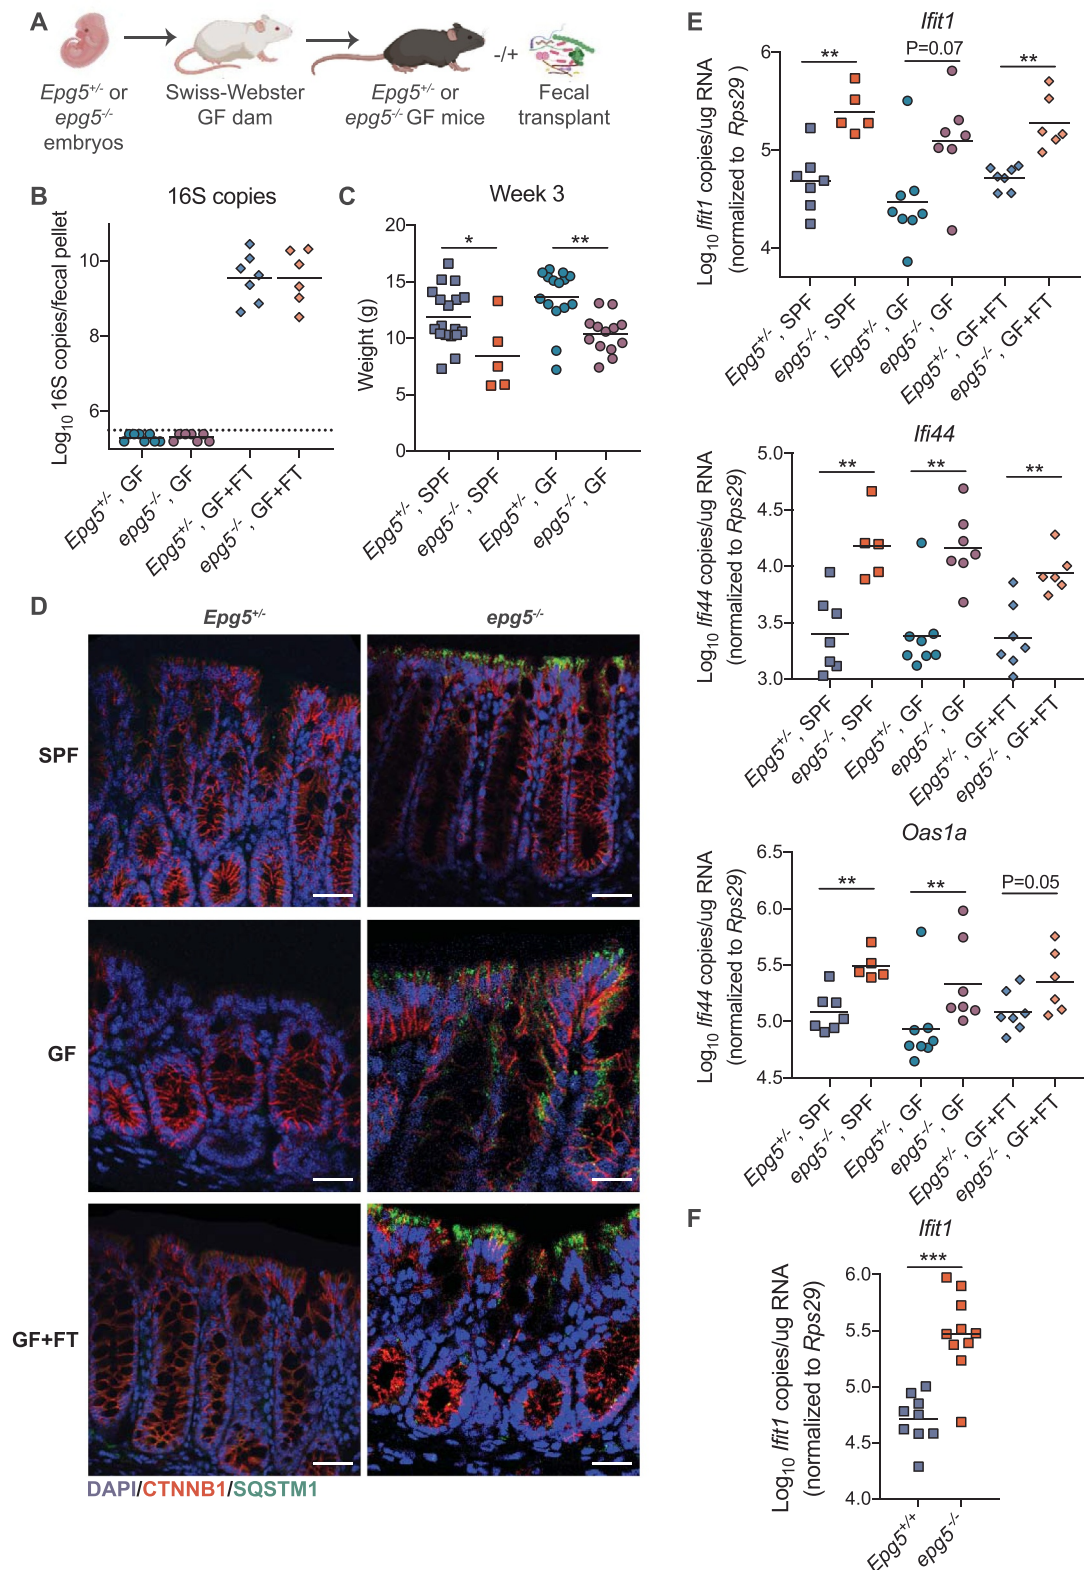 A
Epg5+/- or
epg5-/-
embryos
Swiss-Webster
GF dam
Epg5+/- or
epg5-/- GF mice
-/+
Fecal
transplant
B
16S copies
Log10 16S copies/fecal pellet
10
8
6
Epg5+/-, GF
epg5-/-, GF
Epg5+/-, GF+FT
epg5-/-, GF+FT
C
Week 3
Weight (g)
20
15
10
5
0
*
**
Epg5+/-, SPF
epg5-/-, SPF
Epg5+/-, GF
epg5-/-, GF
D
Epg5+/-
epg5-/-
SPF
GF
GF+FT
DAPI/CTNNB1/SQSTM1
E
Ifit1
Log10 Ifit1 copies/ug RNA
(normalized to Rps29 )
6
5
4
**
P=0.07
**
Epg5+/-, SPF
epg5-/-, SPF
Epg5+/-, GF
epg5-/-, GF
Epg5+/-, GF+FT
epg5-/-, GF+FT
Ifi44
Log10 Ifi44 copies/ug RNA
(normalized to Rps29)
5.0
4.5
4.0
3.5
3.0
**
**
**
Epg5+/-, SPF
epg5-/-, SPF
Epg5+/-, GF
epg5-/-, GF
Epg5+/-, GF+FT
epg5-/-, GF+FT
Oas1a
Log10 Ifi44 copies/ug RNA
(normalized to Rps29)
6.5
6.0
5.5
5.0
4.5
**
**
P=0.05
Epg5+/-, SPF
epg5-/-, SPF
Epg5+/-, GF
epg5-/-, GF
Epg5+/-, GF+FT
epg5-/-, GF+FT
F
Ifit1
Log10 Ifit1 copies/ug RNA
(normalized to Rps29)
6.0
5.5
5.0
4.5
4.0
***
Epg5+/+
epg5-/-